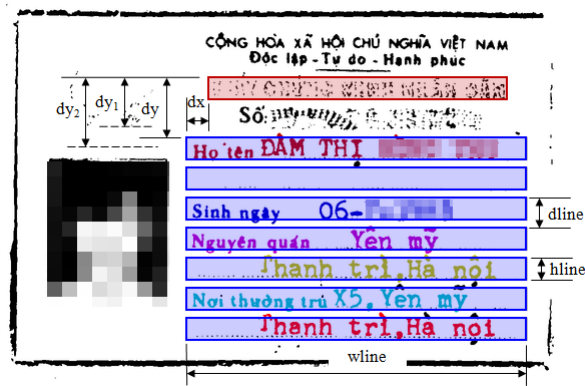 CỘNG HÒA XÃ HỘI CHỦ NGHĨA VIỆT NAM
Độc lập - Tự do - Hạnh phúc
dy₂ dy₁ dy dx
Số:
Họ tên ĐÀM THỊ
Sinh ngày 06-
dline
Nguyên quán Yên mỹ
Thanh trì,Hà nội
hline
Nơi thường trú X5,Yên mỹ
Thanh trì,Hà nội
wline